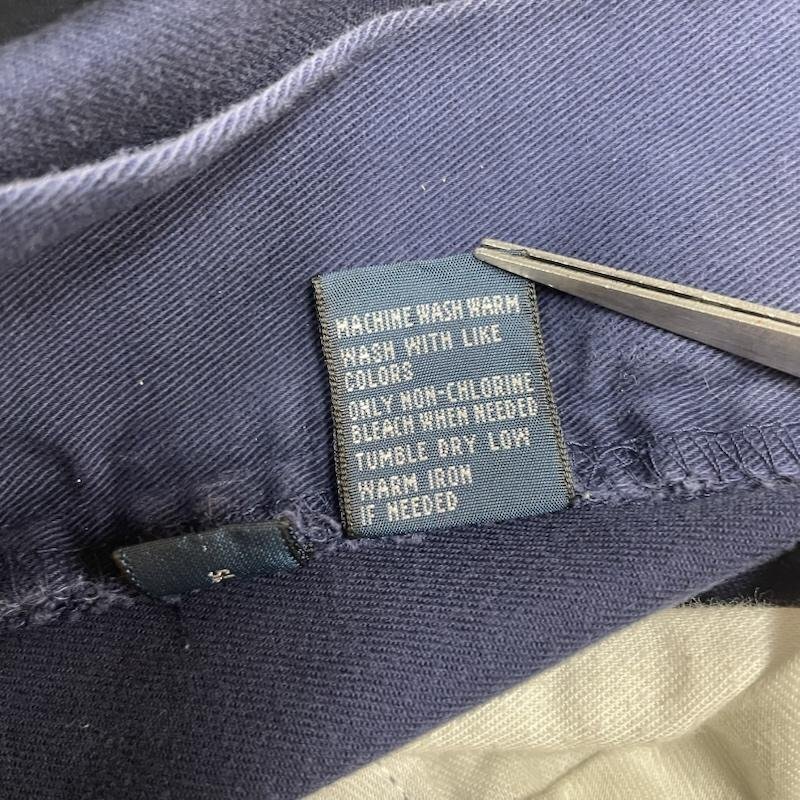 MACHINE WASH WARM
WASH WITH LIKE
COLORS
ONLY NON-CHLORINE
BLEACH WHEN NEEDED
TUMBLE DRY LOW
WARM IRON
IF NEEDED